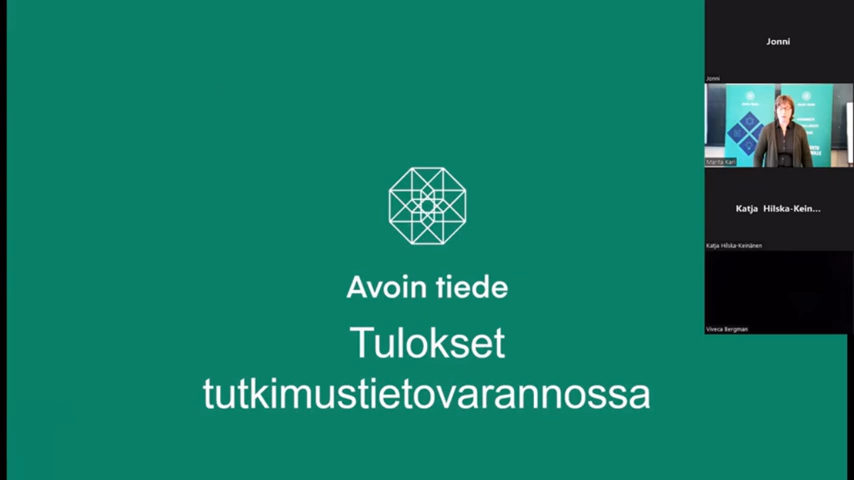 Avoin tiede
Tulokset
tutkimustietovarannossa
Jonni
Jonni
Marita Kari
Katja Hilska-Kein...
Katja Hilska-Keinänen
Viveca Bergman